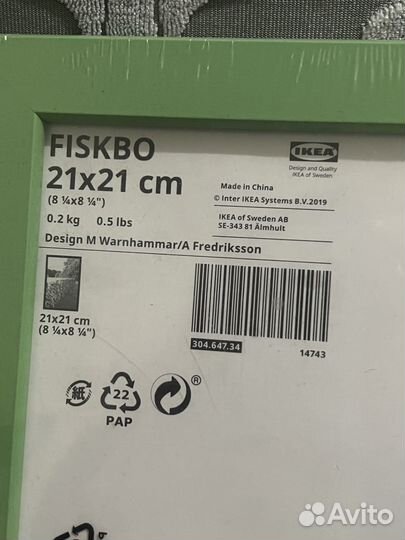 FISKBO
21x21 cm
(8 ¼x8 ¼")
0.2 kg 0.5 lbs
IKEA
Design and Quality
IKEA of Sweden
Made in China
© Inter IKEA Systems B.V.2019
IKEA of Sweden AB
SE-343 81 Älmhult
Design M Warnhammar/A Fredriksson
21x21 cm
(8 ¼x8 ¼")
304.647.34
14743
紙
22
PAP
®
Avito